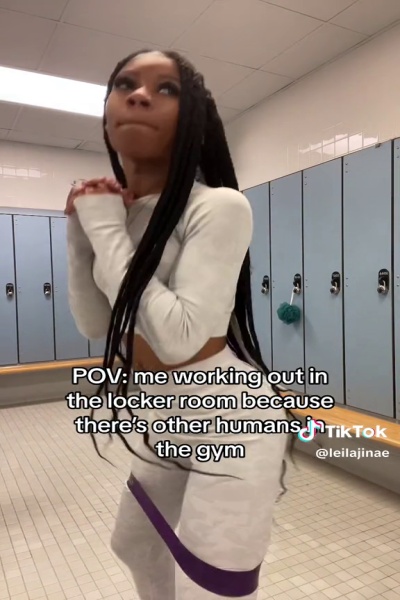 POV: me working out in
the locker room because
there's other humans in
the gym
TikTok
@leilajinae